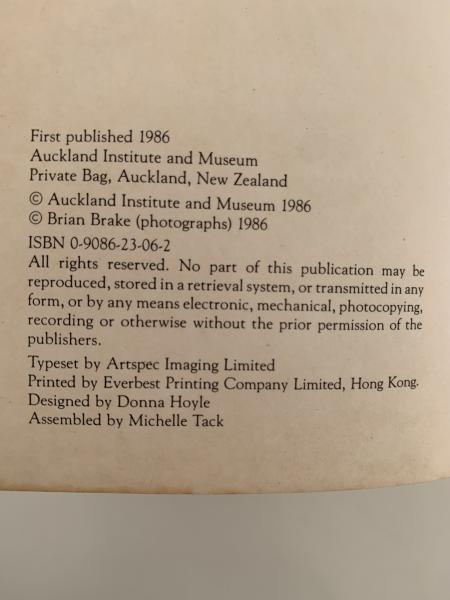 First published 1986
Auckland Institute and Museum
Private Bag, Auckland, New Zealand
© Auckland Institute and Museum 1986
© Brian Brake (photographs) 1986
ISBN 0-9086-23-06-2
All rights reserved. No part of this publication may be
reproduced, stored in a retrieval system, or transmitted in any
form, or by any means electronic, mechanical, photocopying,
recording or otherwise without the prior permission of the
publishers.
Typeset by Artspec Imaging Limited
Printed by Everbest Printing Company Limited, Hong Kong.
Designed by Donna Hoyle
Assembled by Michelle Tack